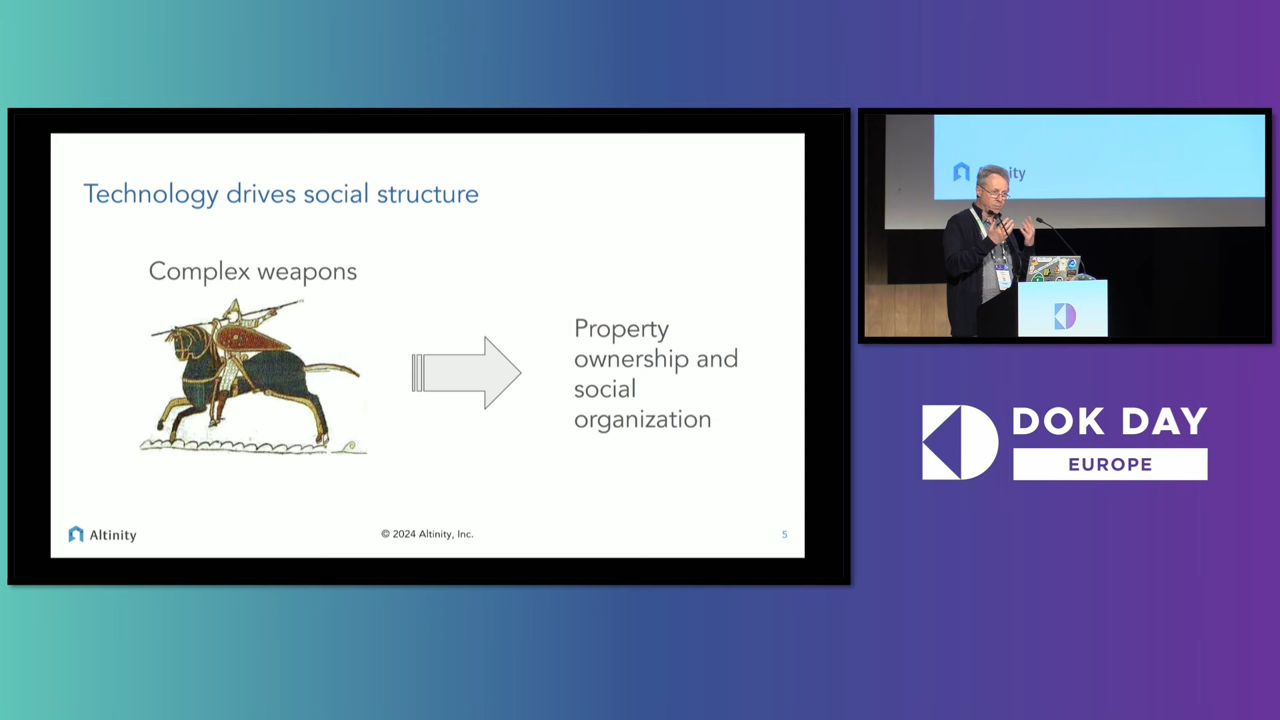 Technology drives social structure
Complex weapons
Property
ownership and
social
organization
Altinity
© 2024 Altinity, Inc.
5
DOK DAY
EUROPE